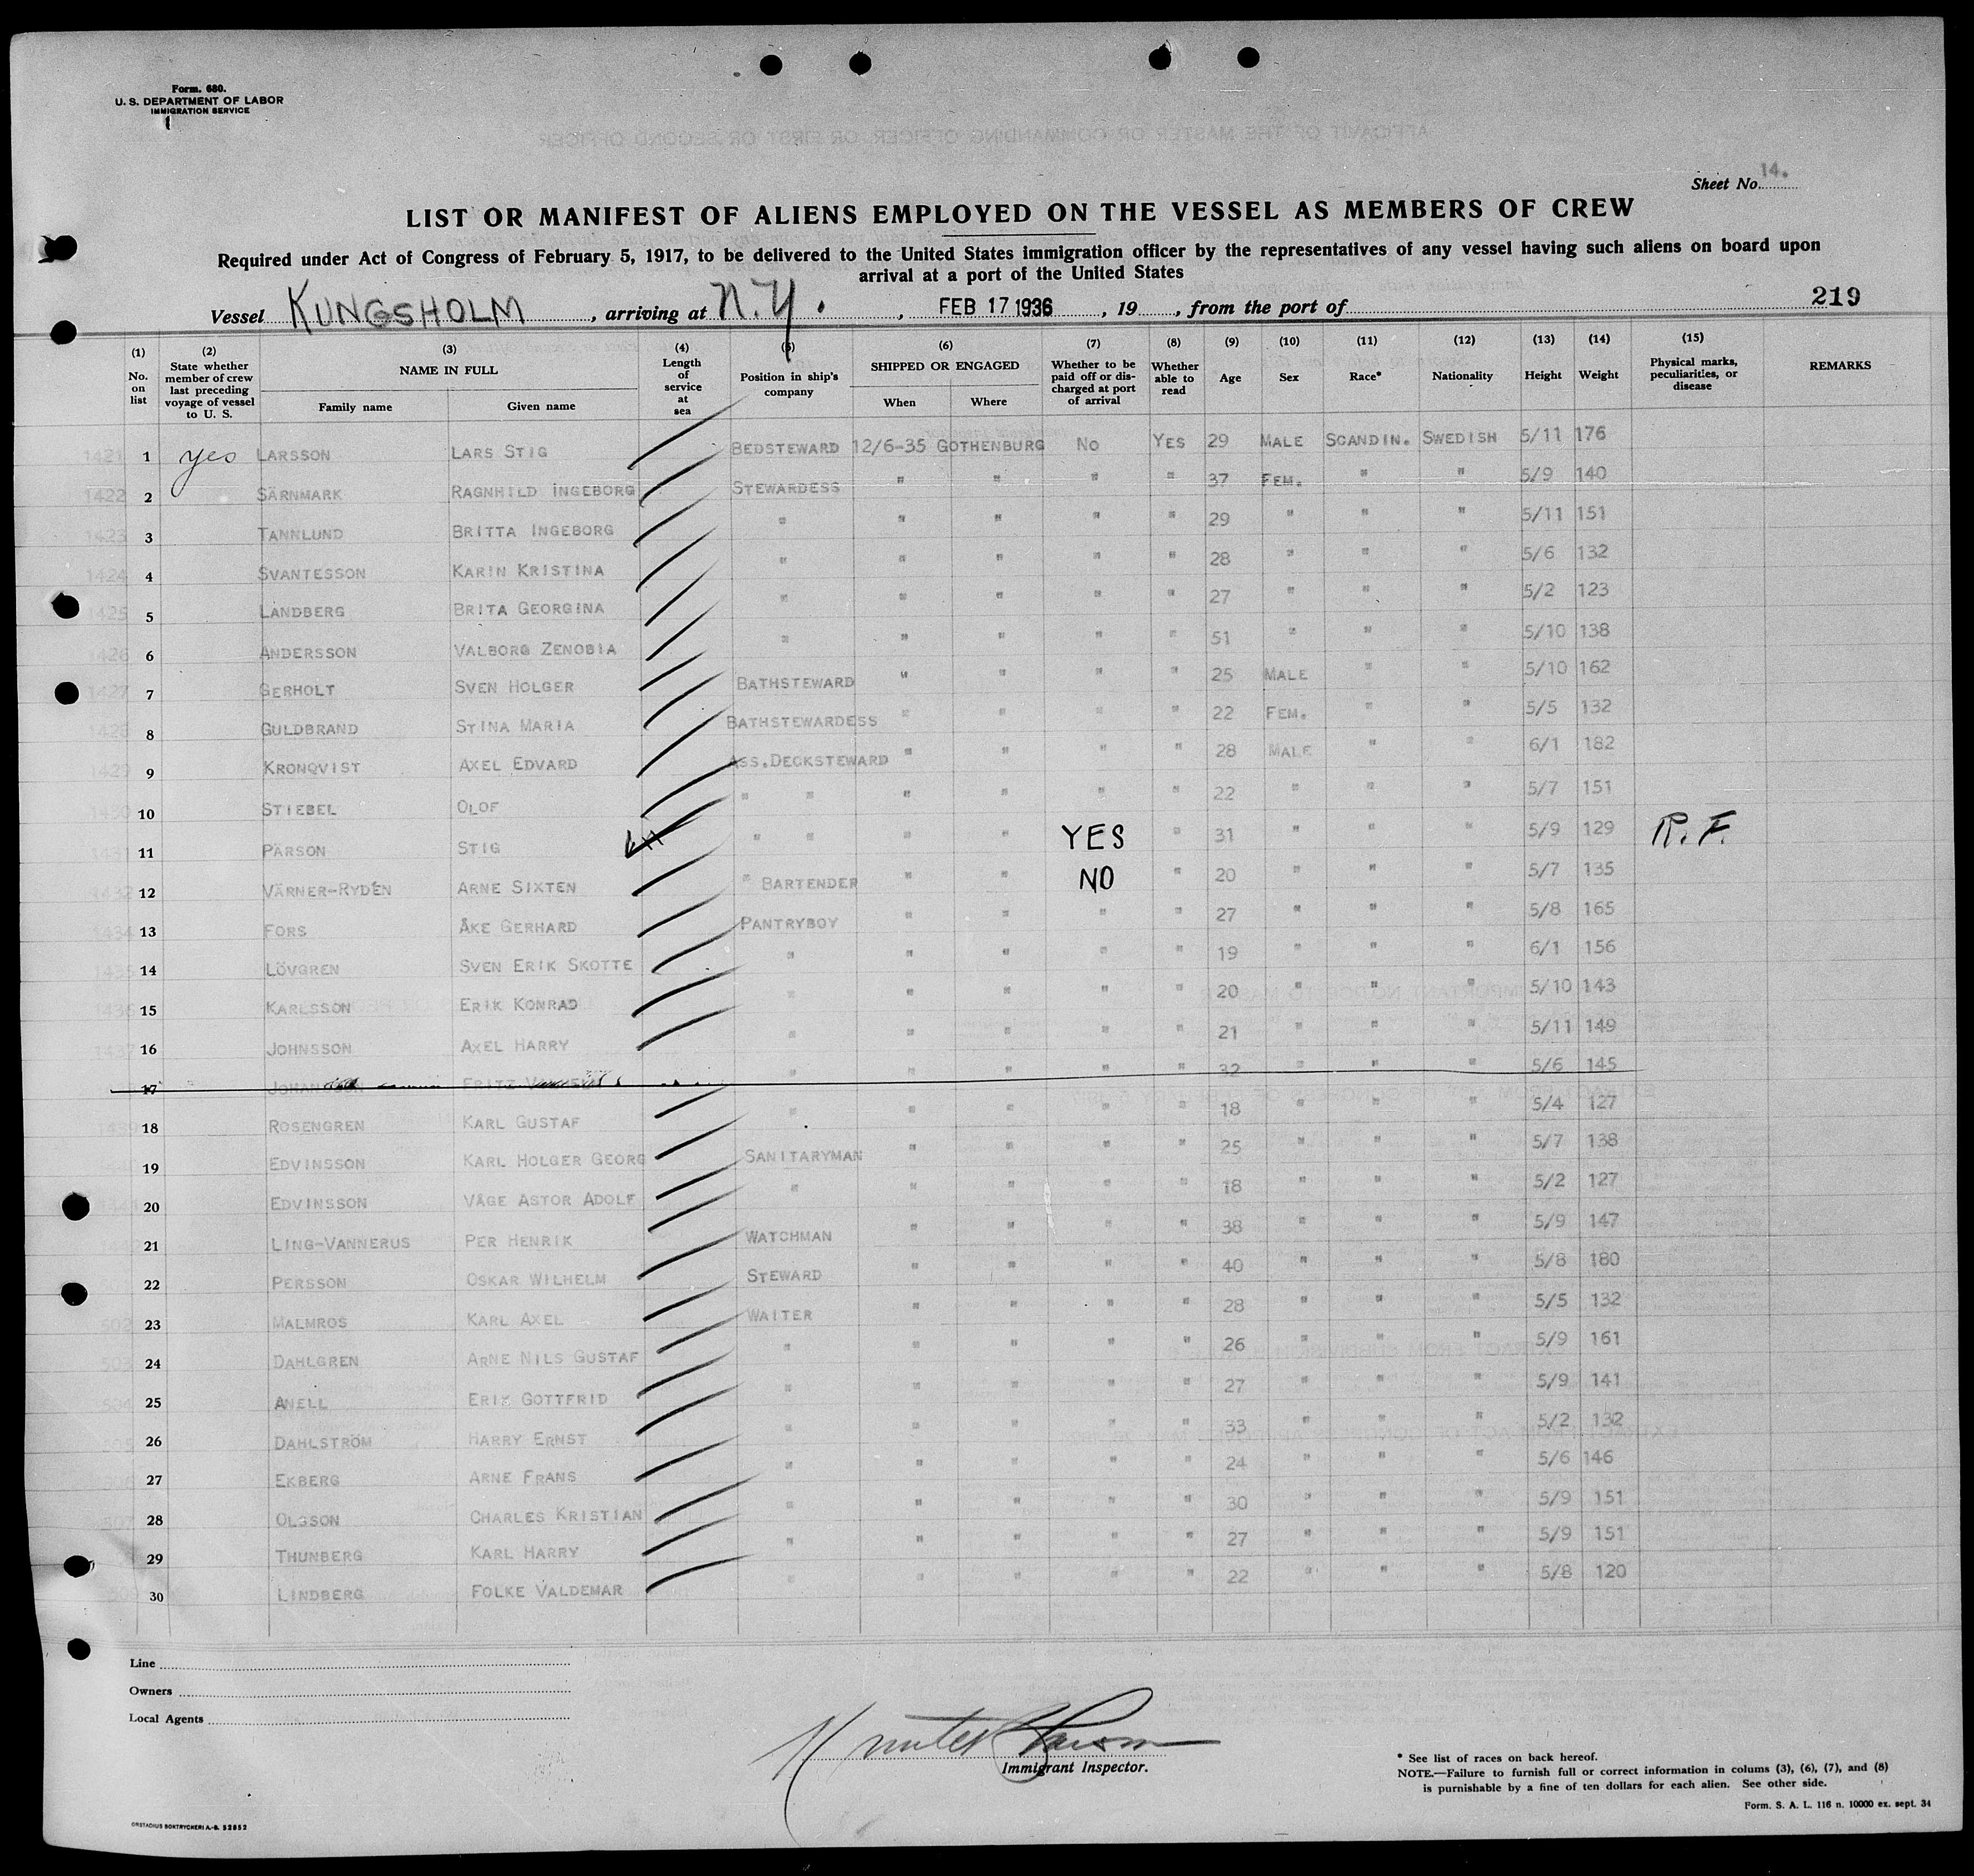 Form. 680.
U. S. DEPARTMENT OF LABOR
IMMIGRATION SERVICE
Sheet No. 14.
LIST OR MANIFEST OF ALIENS EMPLOYED ON THE VESSEL AS MEMBERS OF CREW
Required under Act of Congress of February 5, 1917, to be delivered to the United States immigration officer by the representatives of any vessel having such aliens on board upon
arrival at a port of the United States
Vessel KUNGSHOLM, arriving at N.Y., FEB 17 1936, 19, from the port of 219
(1) (2) (3) (4) (5) (6) (7) (8) (9) (10) (11) (12) (13) (14) (15)
No. on list State whether member of crew last preceding voyage of vessel to U. S. NAME IN FULL Family name Given name Length of service at sea Position in ship's company SHIPPED OR ENGAGED When Where Whether to be paid off or discharged at port of arrival Whether able to read Age Sex Race* Nationality Height Weight Physical marks, peculiarities, or disease REMARKS
1 yes LARSSON LARS STIG BEDSTEWARD 12/6-35 GOTHENBURG NO YES 29 MALE SCANDIN. SWEDISH 5/11 176
2 SÄRNMARK RAGNHILD INGEBORG STEWARDESS " " " " 37 FEM. " " 5/9 140
3 TANNLUND BRITTA INGEBORG " " " " " 29 " " " 5/11 151
4 SVANTESSON KARIN KRISTINA " " " " " 28 " " " 5/6 132
5 LANDBERG BRITA GEORGINA " " " " " 27 " " " 5/2 123
6 ANDERSSON VALBORG ZENOBIA " " " " " 51 " " " 5/10 138
7 GERHOLT SVEN HOLGER BATHSTEWARD " " " " 25 MALE " " 5/10 162
8 GULDBRAND STINA MARIA BATHSTEWARDESS " " " " 22 FEM. " " 5/5 132
9 KRONQVIST AXEL EDVARD ASS.DECKSTEWARD " " " " 28 MALE " " 6/1 182
10 STIEBEL OLOF " " " " " " 22 " " " 5/7 151
11 PÄRSON STIG " " " " YES " 31 " " " 5/9 129 R.F.
12 VÄRNER-RYDÉN ARNE SIXTEN " BARTENDER " " NO " 20 " " " 5/7 135
13 FORS ÅKE GERHARD PANTRYBOY " " " " 27 " " " 5/8 165
14 LÖVGREN SVEN ERIK SKOTTE " " " " " 19 " " " 6/1 156
15 KARLSSON ERIK KONRAD " " " " " 20 " " " 5/10 143
16 JOHNSSON AXEL HARRY " " " " " 21 " " " 5/11 149
17 FRITZ " " " " " 32 " " " 5/6 145
18 ROSENGREN KARL GUSTAF " " " " " 18 " " " 5/4 127
19 EDVINSSON KARL HOLGER GEORG SANITARYMAN " " " " 25 " " " 5/7 138
20 EDVINSSON VÅGE ASTOR ADOLF " " " " " 18 " " " 5/2 127
21 LING-VANNERUS PER HENRIK WATCHMAN " " " " 38 " " " 5/9 147
22 PERSSON OSKAR WILHELM STEWARD " " " " 40 " " " 5/8 180
23 MALMROS KARL AXEL WAITER " " " " 28 " " " 5/5 132
24 DAHLGREN ARNE NILS GUSTAF " " " " " 26 " " " 5/9 161
25 ANELL ERIK GOTTFRID " " " " " 27 " " " 5/9 141
26 DAHLSTRÖM HARRY ERNST " " " " " 33 " " " 5/2 132
27 EKBERG ARNE FRANS " " " " " 24 " " " 5/6 146
28 OLSSON CHARLES KRISTIAN " " " " " 30 " " " 5/9 151
29 THUNBERG KARL HARRY " " " " " 27 " " " 5/9 151
30 LINDBERG FOLKE VALDEMAR " " " " " 22 " " " 5/8 120
Line
Owners
Local Agents
Immigrant Inspector.
* See list of races on back hereof.
NOTE.—Failure to furnish full or correct information in colums (3), (6), (7), and (8)
is purnishable by a fine of ten dollars for each alien. See other side.
Form. S. A. L. 116 n. 10000 ex. sept. 34
ORSTADIUS BOKTRYCKERI A.-B. 52852